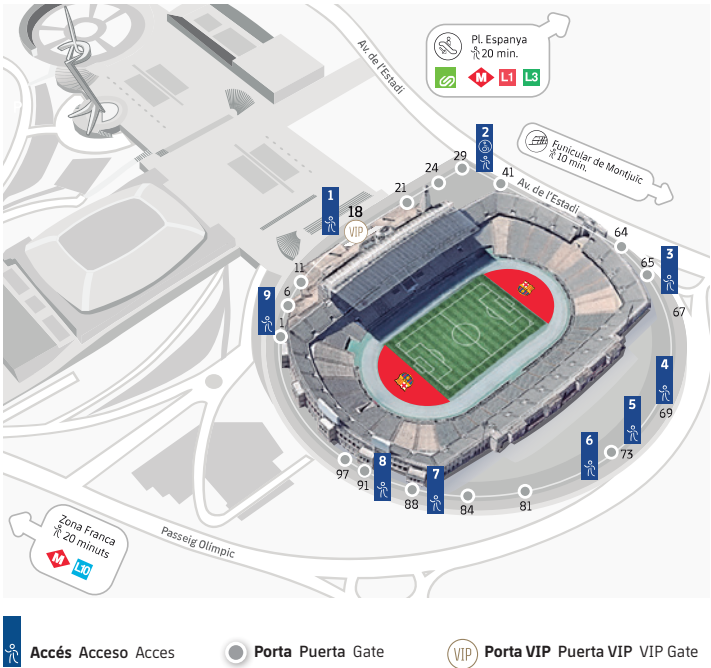 Av. de l'Estadi
Pl. Espanya
20 min.
M L1 L3
2
Funicular de Montjuïc
10 min.
29
24
41
Av. de l'Estadi
1
21
18
VIP
64
3
65
11
6
9
1
67
4
69
5
6
73
97
91
8
7
88
84
81
Zona Franca
20 minuts
M L10
Passeig Olímpic
Accés Acceso Acces
Porta Puerta Gate
VIP Porta VIP Puerta VIP VIP Gate